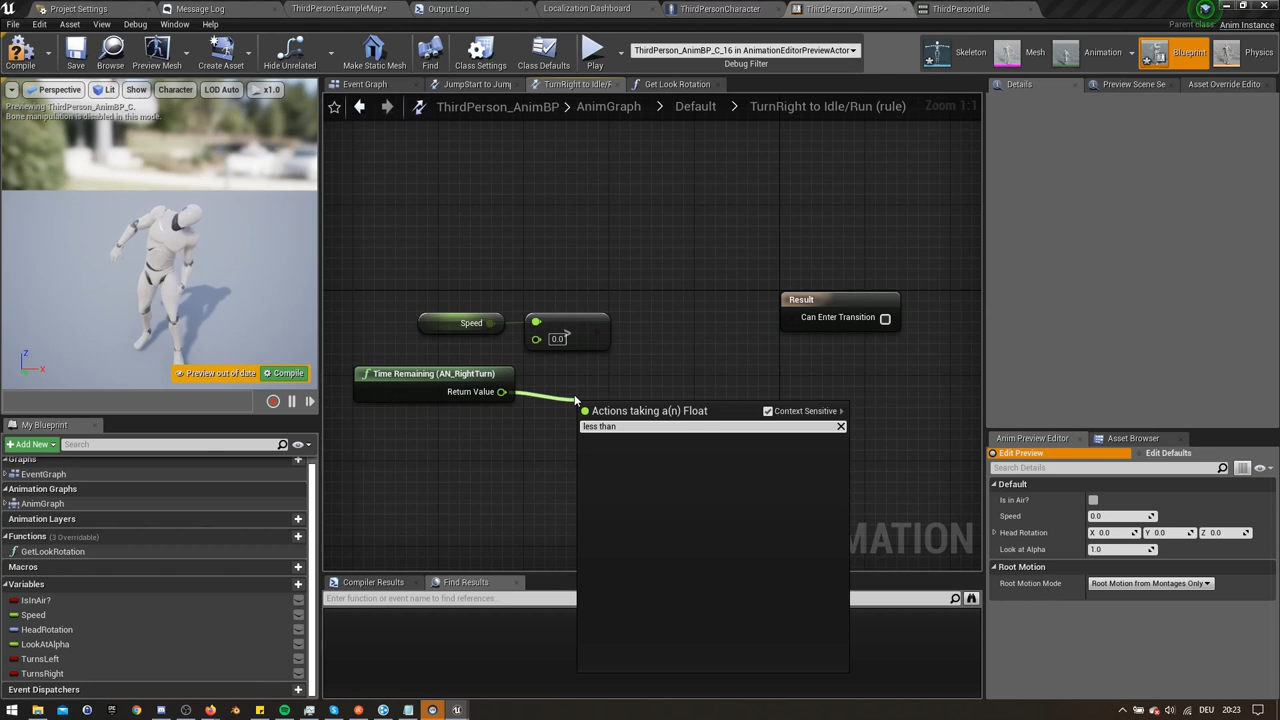 Project Settings
Message Log
ThirdPersonExampleMap*
Output Log
Localization Dashboard
ThirdPersonCharacter
ThirdPerson_AnimBP*
ThirdPersonIdle
File Edit Asset View Debug Window Help
Parent class: Anim Instance
Compile
Save
Browse
Preview Mesh
Create Asset
Hide Unrelated
Make Static Mesh
Find
Class Settings
Class Defaults
Play
ThirdPerson_AnimBP_C_16 in AnimationEditorPreviewActor
Debug Filter
Skeleton
Mesh
Animation
Blueprint
Physics
Perspective
Lit
Show
Character
LOD Auto
x1.0
Previewing ThirdPerson_AnimBP_C.
Bone manipulation is disabled in this mode.
Preview out of date
Compile
Z
X
Event Graph
JumpStart to Jump
TurnRight to Idle/F
Get Look Rotation
ThirdPerson_AnimBP > AnimGraph > Default > TurnRight to Idle/Run (rule)
Zoom 1:1
Speed
0.0
>
Time Remaining (AN_RightTurn)
Return Value
Result
Can Enter Transition
Actions taking a(n) Float
Context Sensitive
less than
MATION
My Blueprint
Add New
Search
Graphs
EventGraph
Animation Graphs
AnimGraph
Animation Layers
Functions (3 Overridable)
GetLookRotation
Macros
Variables
IsInAir?
Speed
HeadRotation
LookAtAlpha
TurnsLeft
TurnsRight
Event Dispatchers
Compiler Results
Find Results
Enter function or event name to find references...
Details
Preview Scene Se
Asset Override Edito
Anim Preview Editor
Asset Browser
Edit Preview
Edit Defaults
Search Details
Default
Is in Air?
Speed 0.0
Head Rotation X 0.0 Y 0.0 Z 0.0
Look at Alpha 1.0
Root Motion
Root Motion Mode Root Motion from Montages Only
DEU 20:23